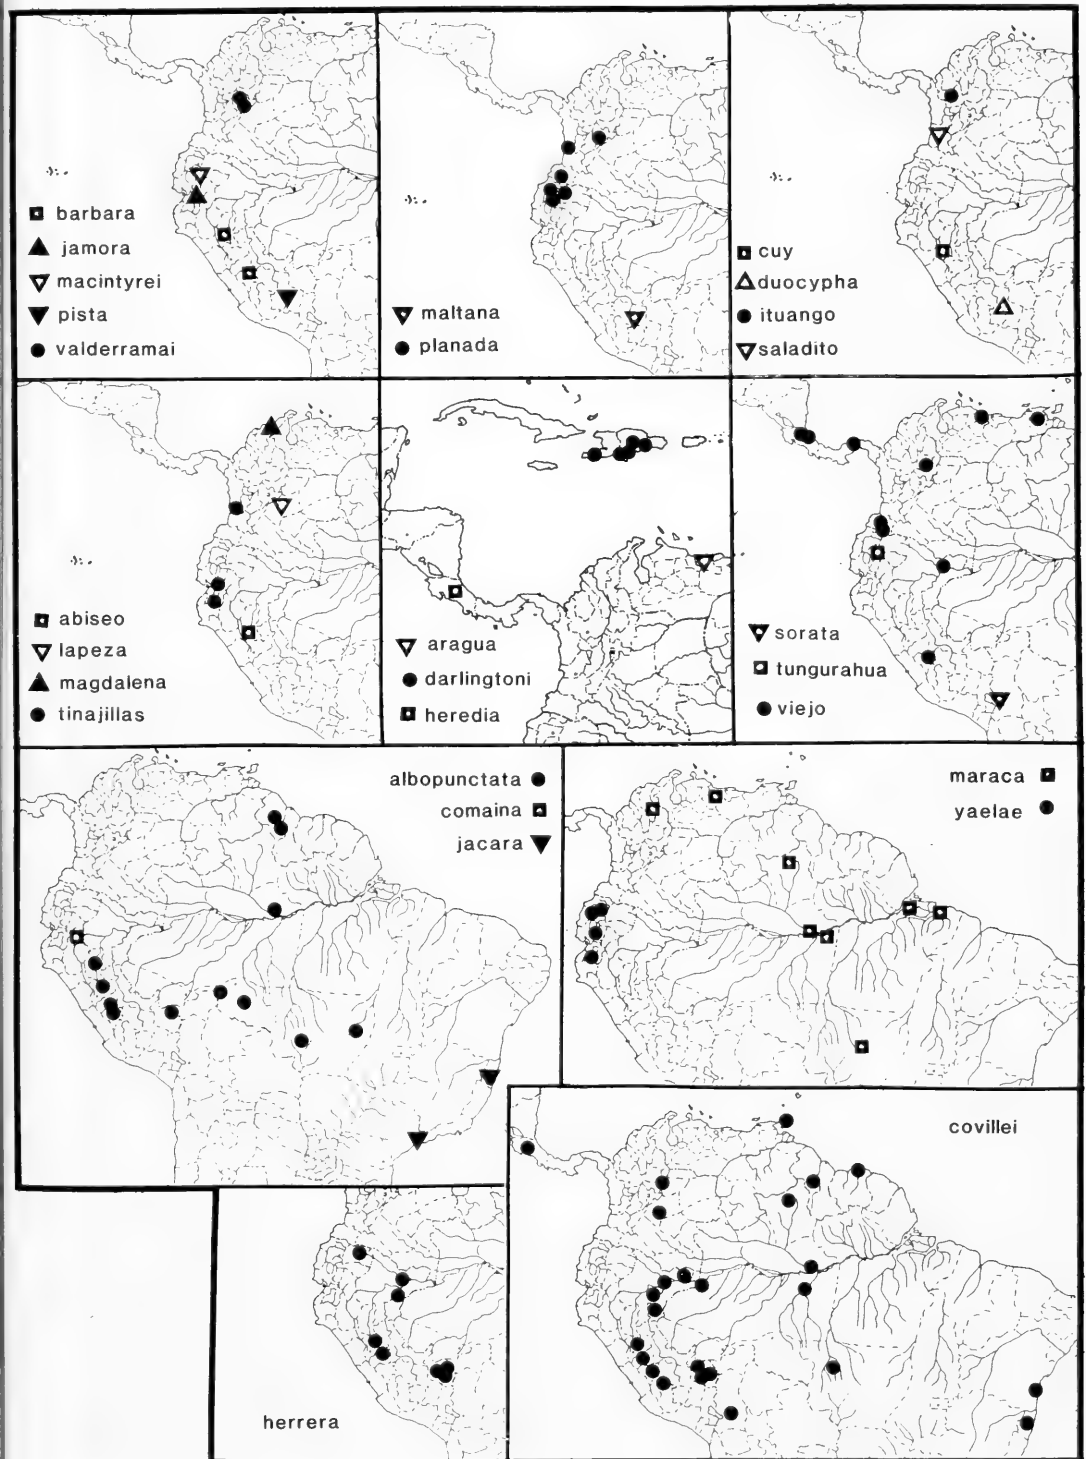 barbara
jamora
macintyrei
pista
valderramai
maltana
planada
cuy
duocypha
ituango
saladito
abiseo
lapeza
magdalena
tinajillas
aragua
darlingtoni
heredia
sorata
tungurahua
viejo
albopunctata
comaina
jacara
maraca
yaelae
covillei
herrera